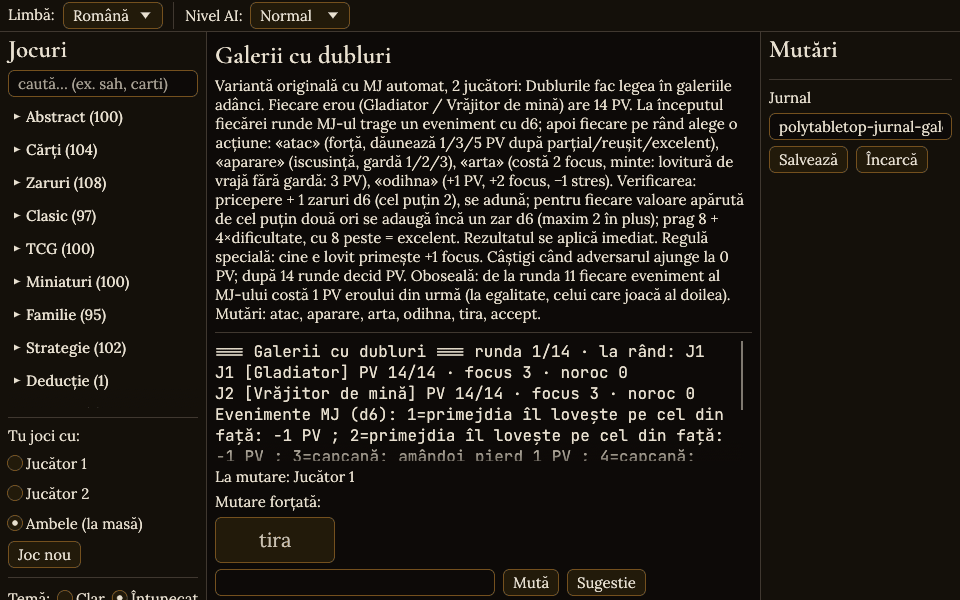 Limbă: Română ▼ Nivel AI: Normal ▼
Jocuri
caută... (ex. sah, carti)
▸ Abstract (100)
▸ Cărți (104)
▸ Zaruri (108)
▸ Clasic (97)
▸ TCG (100)
▸ Miniaturi (100)
▸ Familie (95)
▸ Strategie (102)
▸ Deducție (1)
Tu joci cu:
Jucător 1
Jucător 2
Ambele (la masă)
Joc nou
Temă: Clar Întunecat
Galerii cu dubluri
Variantă originală cu MJ automat, 2 jucători: Dublurile fac legea în galeriile
adânci. Fiecare erou (Gladiator / Vrăjitor de mină) are 14 PV. La începutul
fiecărei runde MJ-ul trage un eveniment cu d6; apoi fiecare pe rând alege o
acțiune: «atac» (forță, dăunează 1/3/5 PV după parțial/reușit/excelent),
«aparare» (iscusință, gardă 1/2/3), «arta» (costă 2 focus, minte: lovitură de
vrajă fără gardă: 3 PV), «odihna» (+1 PV, +2 focus, −1 stres). Verificarea:
pricepere + 1 zaruri d6 (cel puțin 2), se adună; pentru fiecare valoare apărută
de cel puțin două ori se adaugă încă un zar d6 (maxim 2 în plus); prag 8 +
4×dificultate, cu 8 peste = excelent. Rezultatul se aplică imediat. Regulă
specială: cine e lovit primește +1 focus. Câștigi când adversarul ajunge la 0
PV; după 14 runde decid PV. Oboseală: de la runda 11 fiecare eveniment al
MJ-ului costă 1 PV eroului din urmă (la egalitate, celui care joacă al doilea).
Mutări: atac, aparare, arta, odihna, tira, accept.
═══ Galerii cu dubluri ═══ runda 1/14 · la rând: J1
J1 [Gladiator] PV 14/14 · focus 3 · noroc 0
J2 [Vrăjitor de mină] PV 14/14 · focus 3 · noroc 0
Evenimente MJ (d6): 1=primejdia îl lovește pe cel din
față: -1 PV ; 2=primejdia îl lovește pe cel din față:
-1 PV ; 3=capcană: amândoi pierd 1 PV ; 4=capcană:
La mutare: Jucător 1
Mutare forțată:
tira
Mută Sugestie
Mutări
Jurnal
polytabletop-jurnal-gal
Salvează Încarcă